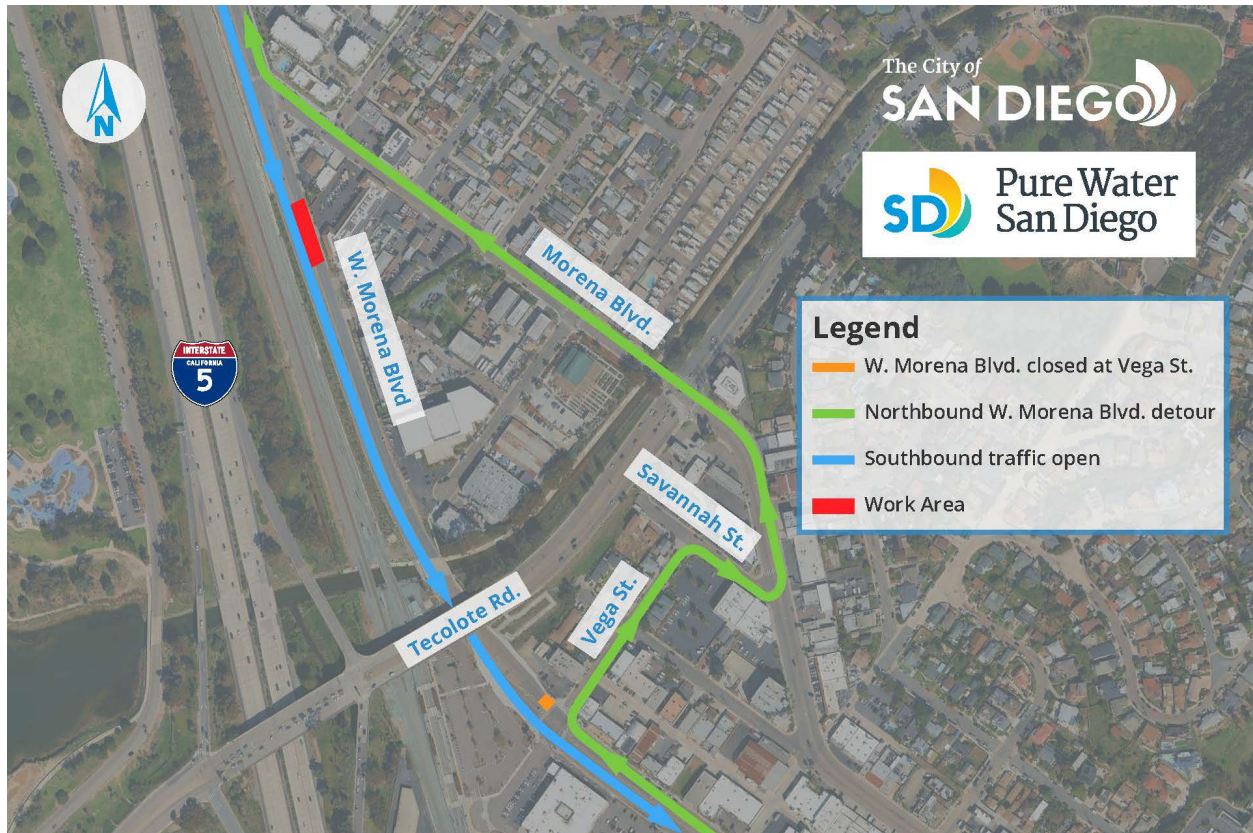 N
The City of
SAN DIEGO
SD
Pure Water
San Diego
Morena Blvd.
W. Morena Blvd
INTERSTATE
CALIFORNIA
5
Legend
W. Morena Blvd. closed at Vega St.
Northbound W. Morena Blvd. detour
Southbound traffic open
Work Area
Savannah St.
Vega St.
Tecolote Rd.